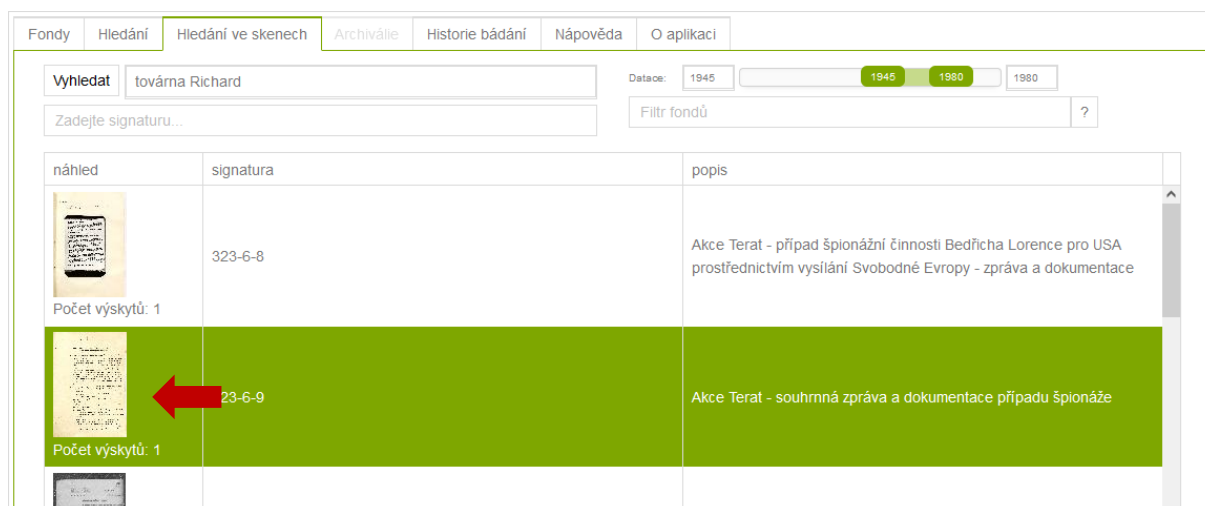 Fondy Hledání Hledání ve skenech Archiválie Historie bádání Nápověda O aplikaci
Vyhledat továrna Richard Datace: 1945 1945 1980 1980
Zadejte signaturu... Filtr fondů ?
náhled signatura popis
323-6-8 Akce Terat - případ špionážní činnosti Bedřicha Lorence pro USA
prostřednictvím vysílání Svobodné Evropy - zpráva a dokumentace
Počet výskytů: 1
23-6-9 Akce Terat - souhrnná zpráva a dokumentace případu špionáže
Počet výskytů: 1